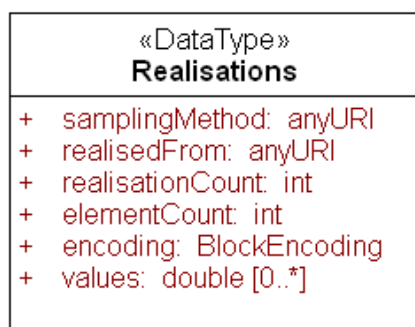 «DataType»
Realisations
+ samplingMethod: anyURI
+ realisedFrom: anyURI
+ realisationCount: int
+ elementCount: int
+ encoding: BlockEncoding
+ values: double [0..*]